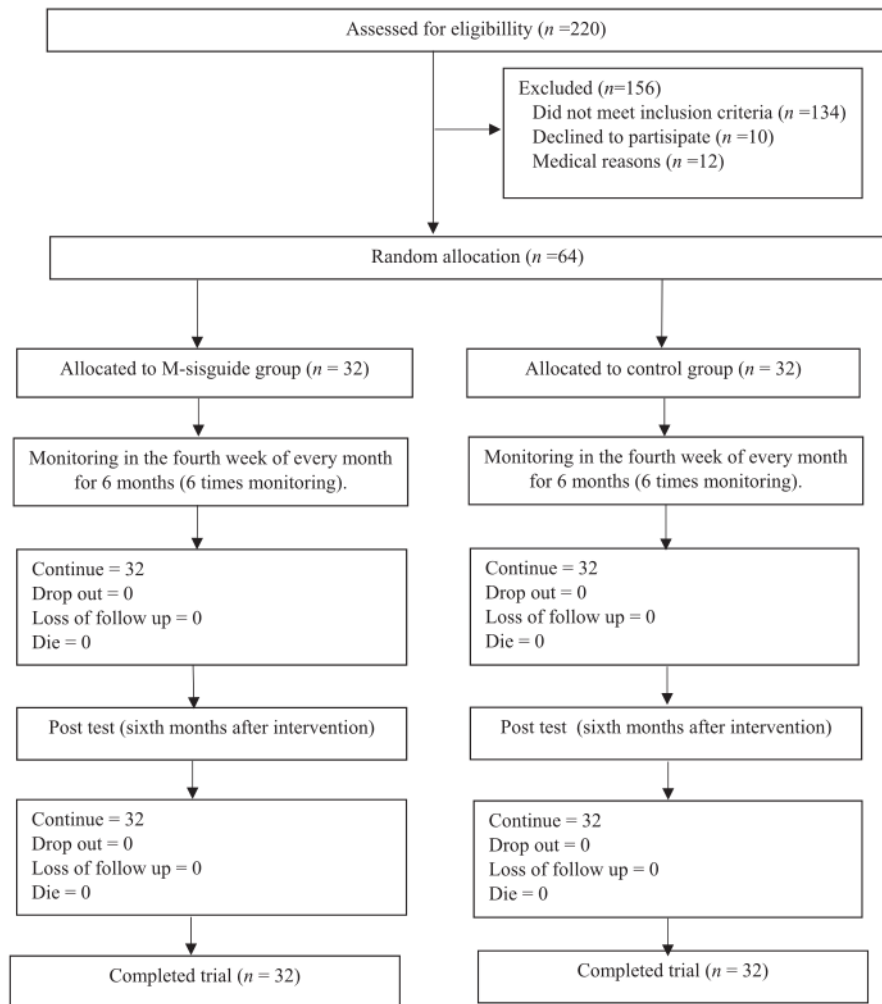 Assessed for eligibillity (n =220)
Excluded (n=156)
Did not meet inclusion criteria (n =134)
Declined to partisipate (n =10)
Medical reasons (n =12)
Random allocation (n =64)
Allocated to M-sisguide group (n = 32)
Allocated to control group (n = 32)
Monitoring in the fourth week of every month
for 6 months (6 times monitoring).
Monitoring in the fourth week of every month
for 6 months (6 times monitoring).
Continue = 32
Drop out = 0
Loss of follow up = 0
Die = 0
Continue = 32
Drop out = 0
Loss of follow up = 0
Die = 0
Post test (sixth months after intervention)
Post test (sixth months after intervention)
Continue = 32
Drop out = 0
Loss of follow up = 0
Die = 0
Continue = 32
Drop out = 0
Loss of follow up = 0
Die = 0
Completed trial (n = 32)
Completed trial (n = 32)